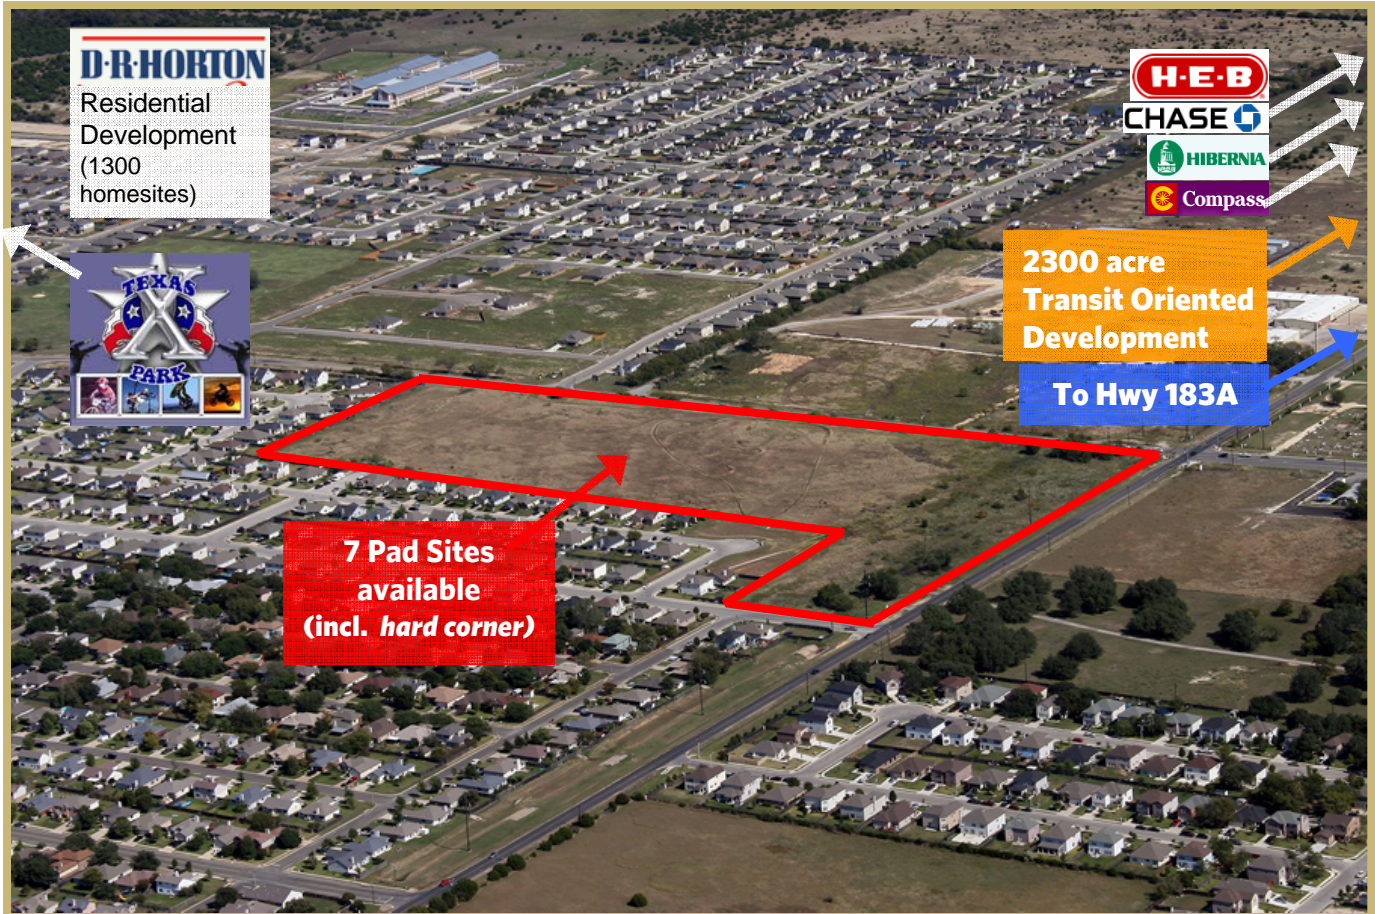 D·R·HORTON
Residential
Development
(1300
homesites)
TEXAS
X
PARK
H·E·B
CHASE
HIBERNIA
Compass
2300 acre
Transit Oriented
Development
To Hwy 183A
7 Pad Sites
available
(incl. hard corner)